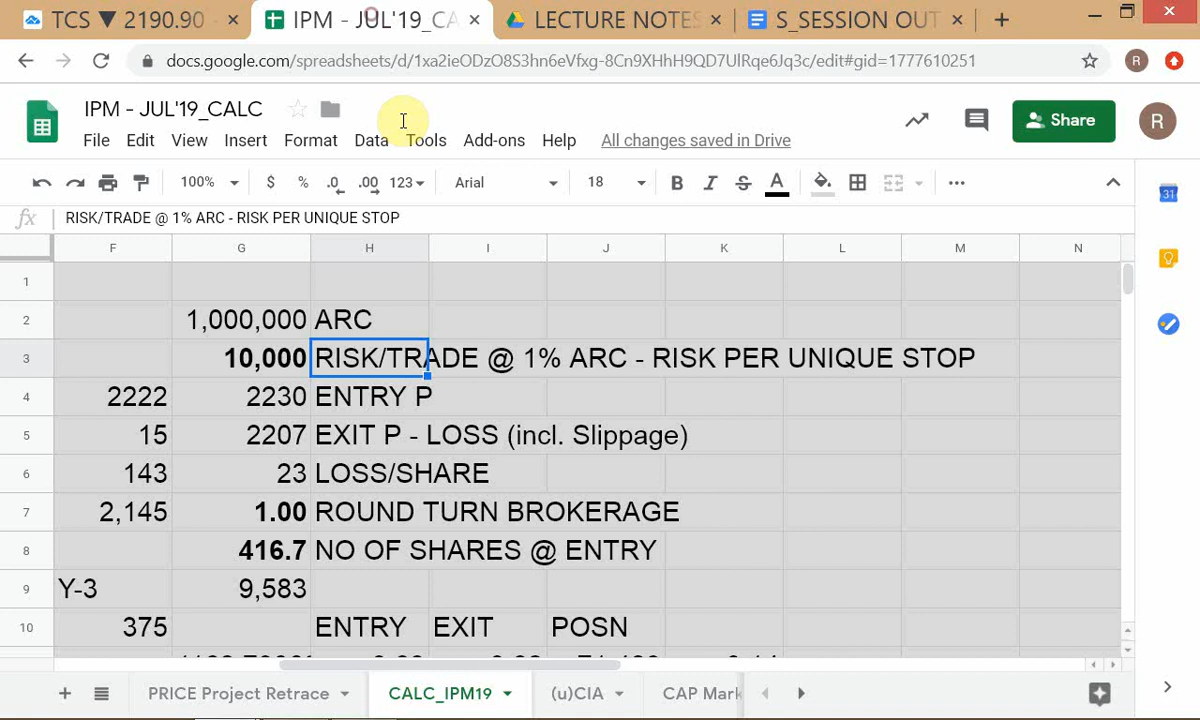 TCS ▼ 2190.90
IPM - JUL'19_CA
LECTURE NOTES
S_SESSION OUT
docs.google.com/spreadsheets/d/1xa2ieODzO8S3hn6eVfxg-8Cn9XHhH9QD7UlRqe6Jq3c/edit#gid=1777610251
R
IPM - JUL'19_CALC
Share
R
File Edit View Insert Format Data Tools Add-ons Help All changes saved in Drive
100% $ % .0 .00 123 Arial 18 B I S A
31
fx RISK/TRADE @ 1% ARC - RISK PER UNIQUE STOP
F G H I J K L M N
1
2 1,000,000 ARC
3 10,000 RISK/TRADE @ 1% ARC - RISK PER UNIQUE STOP
4 2222 2230 ENTRY P
5 15 2207 EXIT P - LOSS (incl. Slippage)
6 143 23 LOSS/SHARE
7 2,145 1.00 ROUND TURN BROKERAGE
8 416.7 NO OF SHARES @ ENTRY
9 Y-3 9,583
10 375 ENTRY EXIT POSN
PRICE Project Retrace CALC_IPM19 (u)CIA CAP Mark